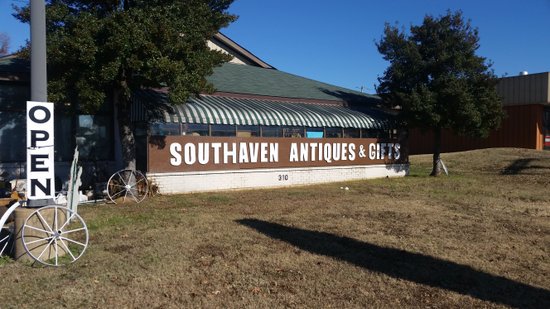 OPEN
SOUTHAVEN ANTIQUES & GIFTS
310